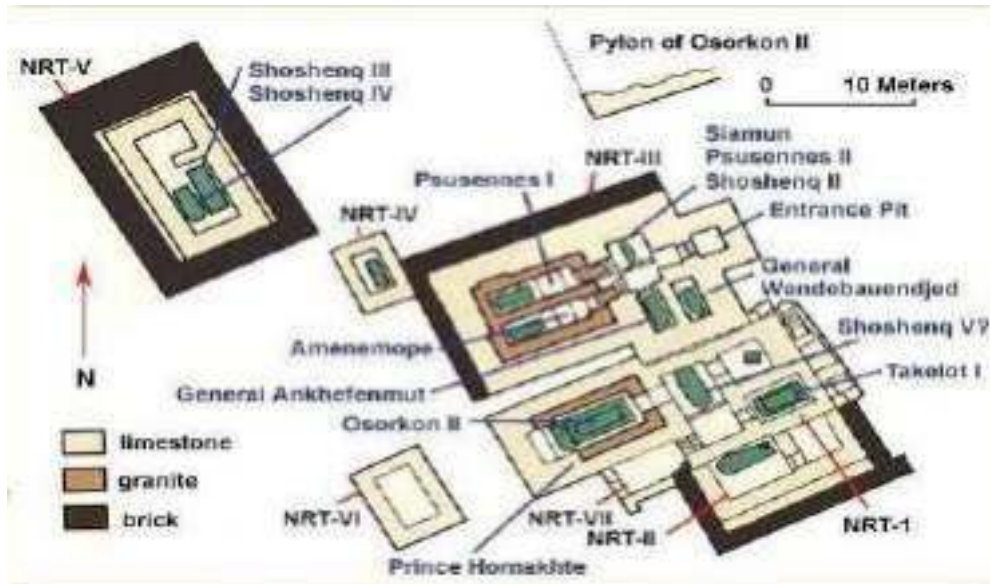 NRT-V
Shoshenq III
Shoshenq IV
Pylon of Osorkon II
0 10 Meters
Siamun
Psusennes II
Shoshenq II
NRT-III
Psusennes I
Entrance Pit
NRT-IV
General
Wendebauendjed
Shoshenq V?
Amenemope
Takelot I
N
General Ankhefenmut
Osorkon II
limestone
granite
brick
NRT-VI
NRT-VII
NRT-II
NRT-1
Prince Hornakhte